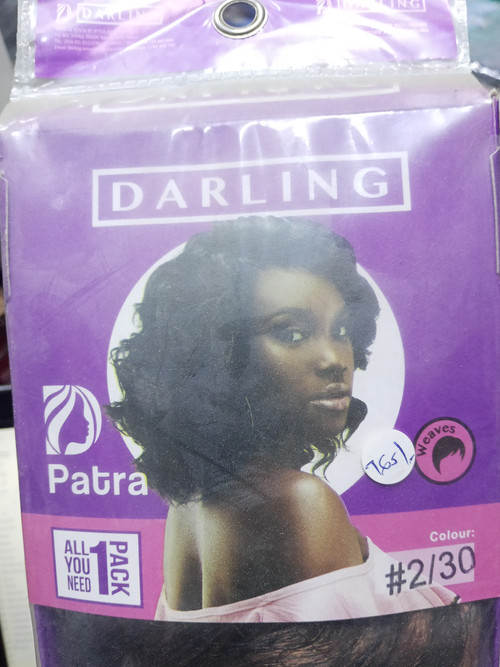 DARLING
DARLING
DARLING
Patra
765/-
Weaves
ALL
YOU
NEED
1
PACK
Colour:
#2/30